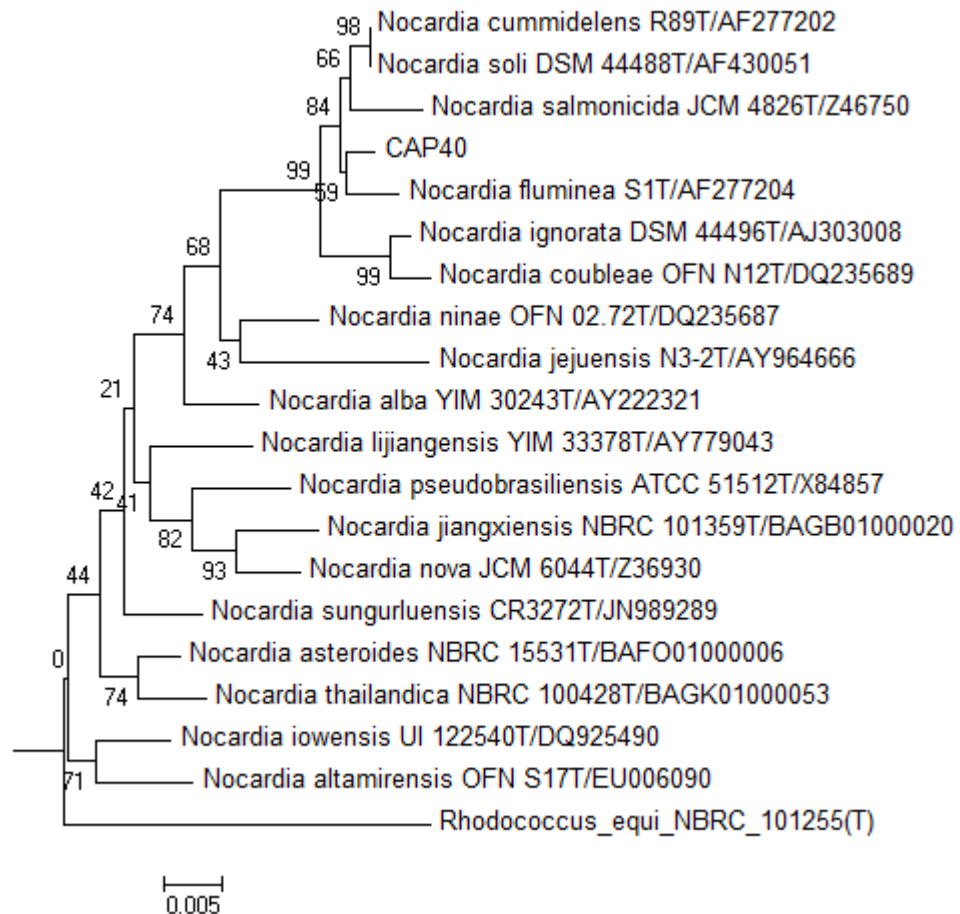 98
Nocardia cummidelens R89T/AF277202
66
Nocardia soli DSM 44488T/AF430051
84
Nocardia salmonicida JCM 4826T/Z46750
CAP40
99
59
Nocardia fluminea S1T/AF277204
68
Nocardia ignorata DSM 44496T/AJ303008
99
Nocardia coubleae OFN N12T/DQ235689
74
Nocardia ninae OFN 02.72T/DQ235687
43
Nocardia jejuensis N3-2T/AY964666
21
Nocardia alba YIM 30243T/AY222321
Nocardia lijiangensis YIM 33378T/AY779043
42
41
Nocardia pseudobrasiliensis ATCC 51512T/X84857
82
Nocardia jiangxiensis NBRC 101359T/BAGB01000020
93
Nocardia nova JCM 6044T/Z36930
44
Nocardia sungurluensis CR3272T/JN989289
0
Nocardia asteroides NBRC 15531T/BAFO01000006
74
Nocardia thailandica NBRC 100428T/BAGK01000053
Nocardia iowensis UI 122540T/DQ925490
71
Nocardia altamirensis OFN S17T/EU006090
Rhodococcus_equi_NBRC_101255(T)
0.005